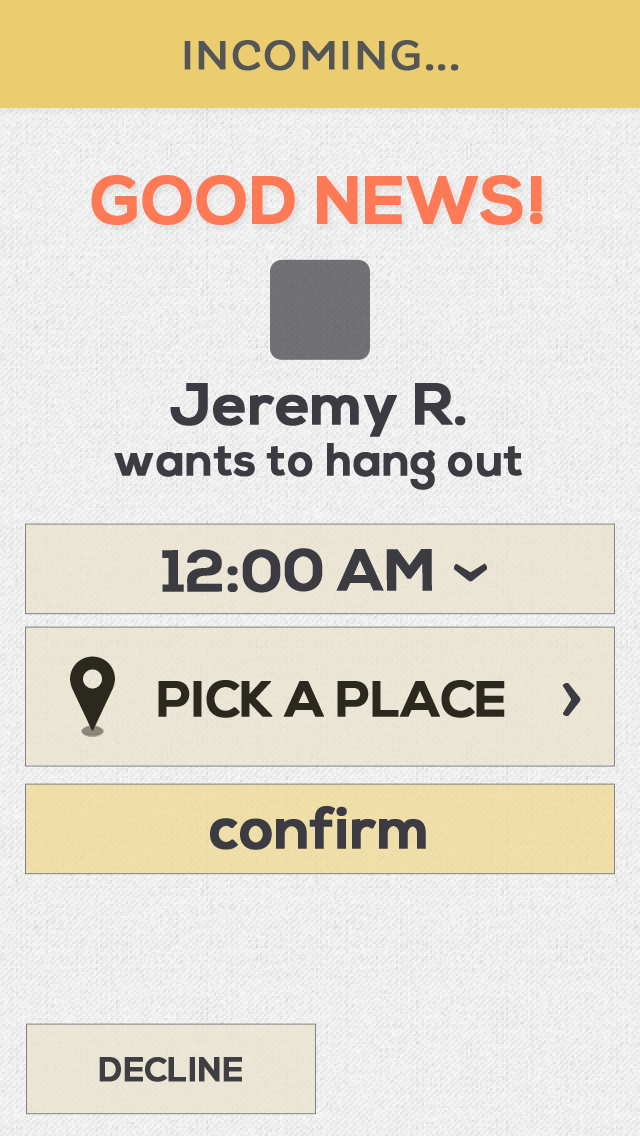 INCOMING...
GOOD NEWS!
Jeremy R.
wants to hang out
12:00 AM
PICK A PLACE
confirm
DECLINE